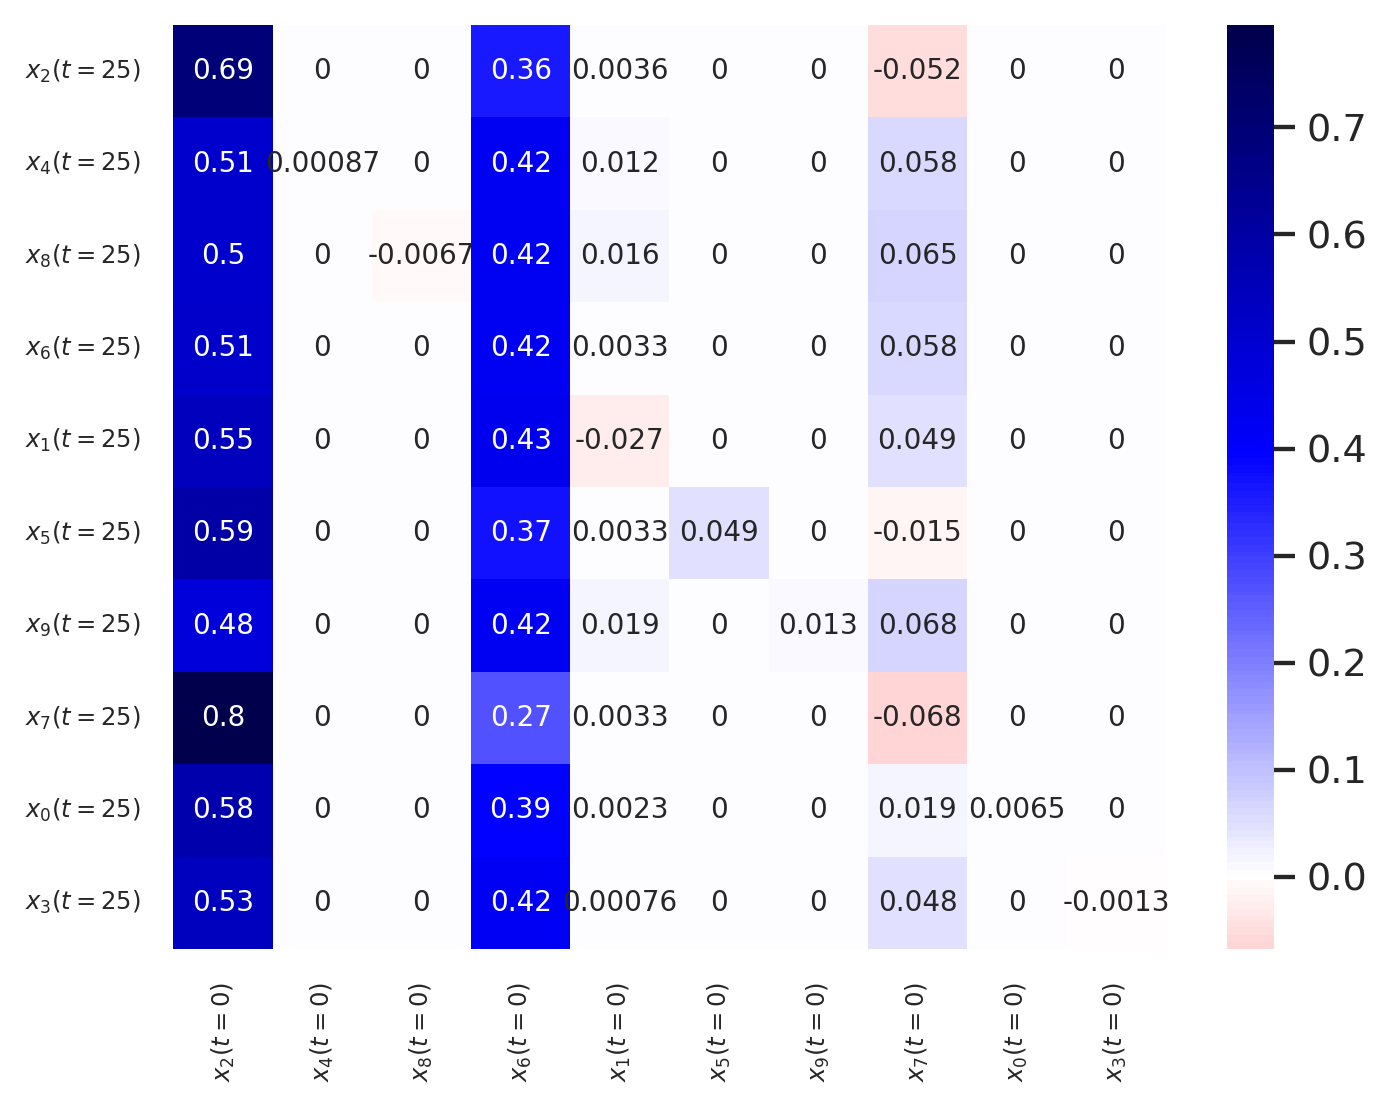 x₂(t = 25) 0.69 0 0 0.36 0.0036 0 0 -0.052 0 0
x₄(t = 25) 0.51 0.00087 0 0.42 0.012 0 0 0.058 0 0
x₈(t = 25) 0.5 0 -0.0067 0.42 0.016 0 0 0.065 0 0
x₆(t = 25) 0.51 0 0 0.42 0.0033 0 0 0.058 0 0
x₁(t = 25) 0.55 0 0 0.43 -0.027 0 0 0.049 0 0
x₅(t = 25) 0.59 0 0 0.37 0.0033 0.049 0 -0.015 0 0
x₉(t = 25) 0.48 0 0 0.42 0.019 0 0.013 0.068 0 0
x₇(t = 25) 0.8 0 0 0.27 0.0033 0 0 -0.068 0 0
x₀(t = 25) 0.58 0 0 0.39 0.0023 0 0 0.019 0.0065 0
x₃(t = 25) 0.53 0 0 0.42 0.00076 0 0 0.048 0 -0.0013
x₂(t = 0)
x₄(t = 0)
x₈(t = 0)
x₆(t = 0)
x₁(t = 0)
x₅(t = 0)
x₉(t = 0)
x₇(t = 0)
x₀(t = 0)
x₃(t = 0)
0.7
0.6
0.5
0.4
0.3
0.2
0.1
0.0